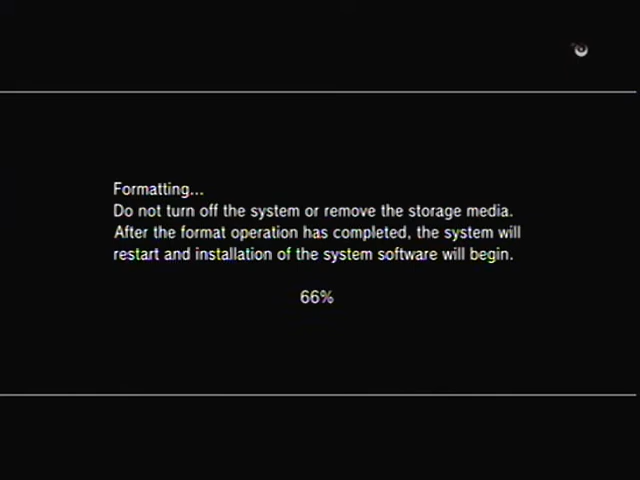 Formatting...
Do not turn off the system or remove the storage media.
After the format operation has completed, the system will
restart and installation of the system software will begin.
66%